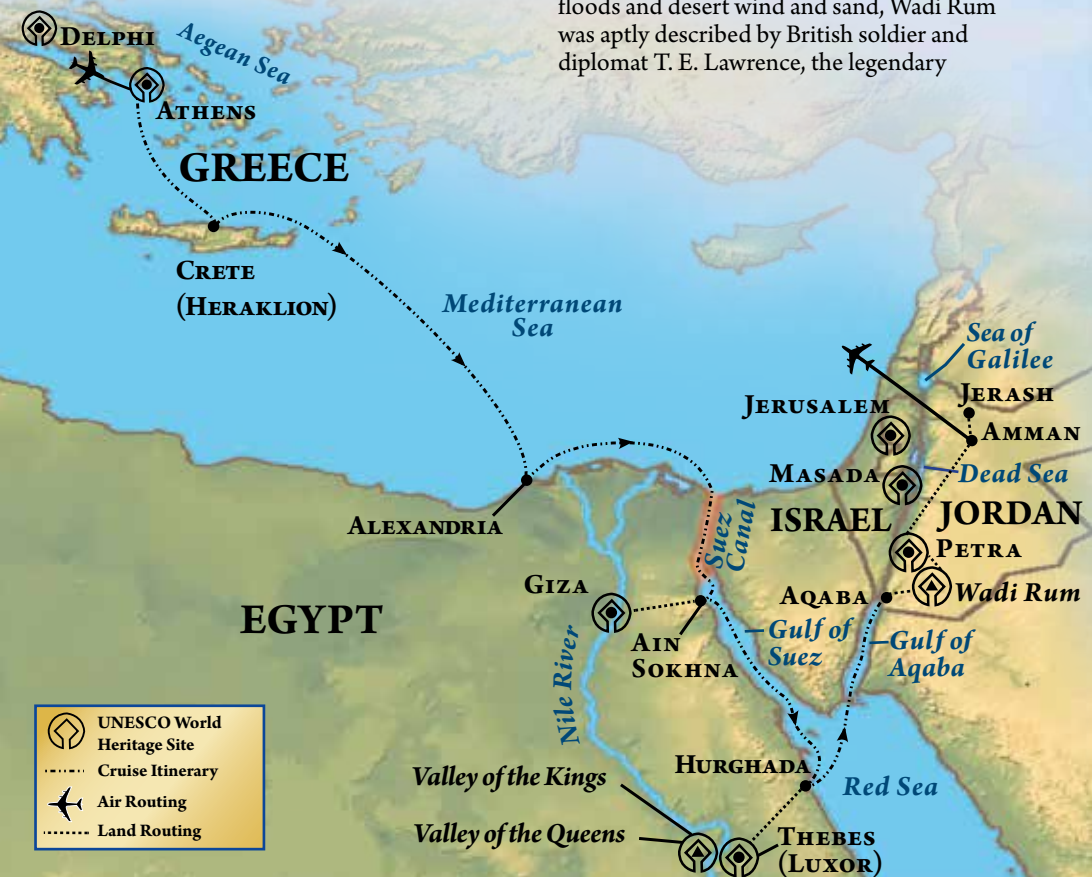 floods and desert wind and sand, Wadi Rum
was aptly described by British soldier and
diplomat T. E. Lawrence, the legendary
DELPHI
Aegean Sea
ATHENS
GREECE
CRETE
(HERAKLION)
Mediterranean
Sea
Sea of
Galilee
JERASH
JERUSALEM
AMMAN
MASADA
Dead Sea
ISRAEL
JORDAN
ALEXANDRIA
Suez
Canal
PETRA
GIZA
AQABA
Wadi Rum
EGYPT
AIN
SOKHNA
Gulf of
Suez
Gulf of
Aqaba
Nile River
UNESCO World
Heritage Site
Cruise Itinerary
Air Routing
Land Routing
HURGHADA
Red Sea
Valley of the Kings
Valley of the Queens
THEBES
(LUXOR)